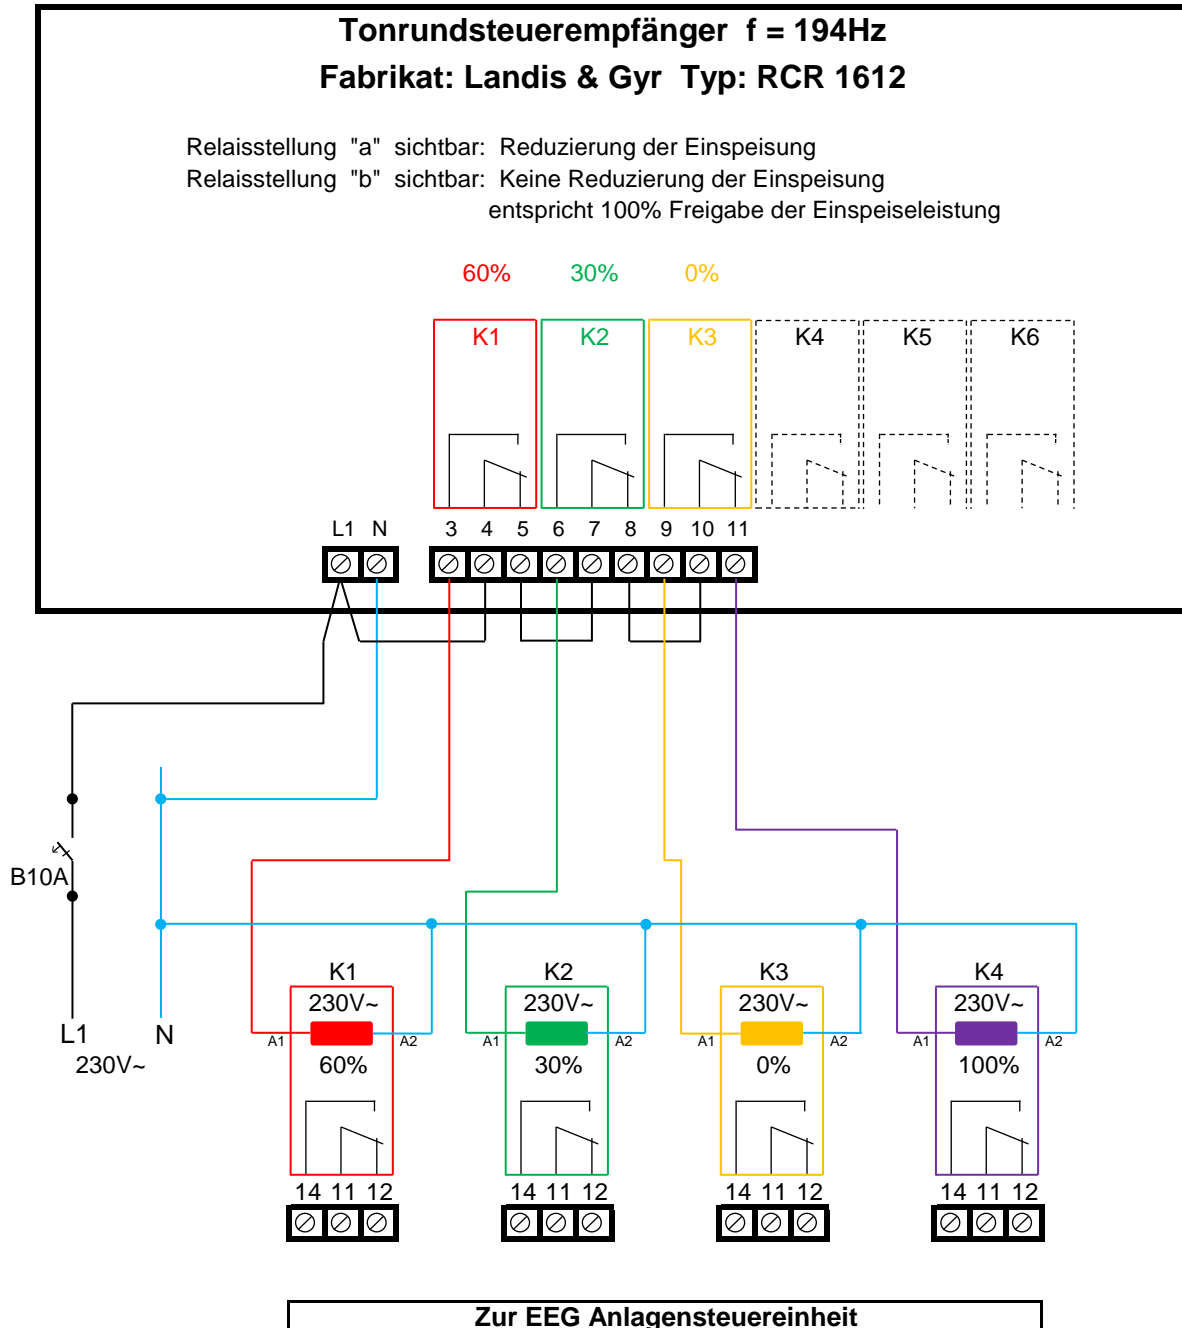 Tonrundsteuerempfänger f = 194Hz
Fabrikat: Landis & Gyr Typ: RCR 1612
Relaisstellung "a" sichtbar: Reduzierung der Einspeisung
Relaisstellung "b" sichtbar: Keine Reduzierung der Einspeisung
entspricht 100% Freigabe der Einspeiseleistung
60% 30% 0%
K1 K2 K3 K4 K5 K6
L1 N 3 4 5 6 7 8 9 10 11
B10A
K1 K2 K3 K4
230V~ 230V~ 230V~ 230V~
L1 N A1 A2 A1 A2 A1 A2 A1 A2
230V~ 60% 30% 0% 100%
14 11 12 14 11 12 14 11 12 14 11 12
Zur EEG Anlagensteuereinheit